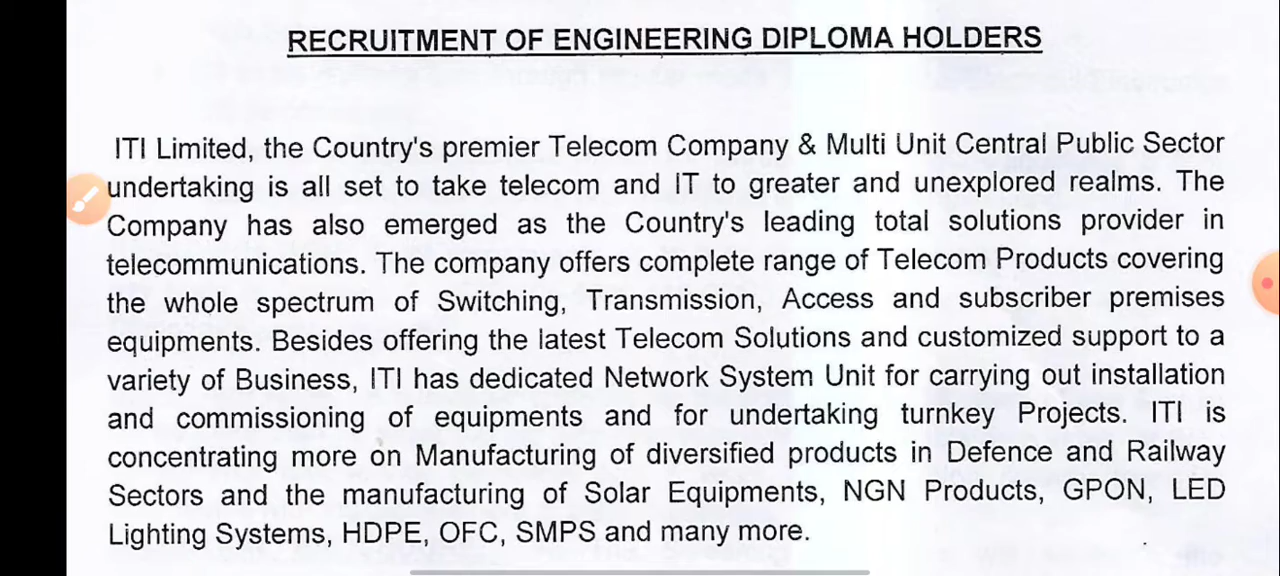 RECRUITMENT OF ENGINEERING DIPLOMA HOLDERS
ITI Limited, the Country's premier Telecom Company & Multi Unit Central Public Sector
undertaking is all set to take telecom and IT to greater and unexplored realms. The
Company has also emerged as the Country's leading total solutions provider in
telecommunications. The company offers complete range of Telecom Products covering
the whole spectrum of Switching, Transmission, Access and subscriber premises
equipments. Besides offering the latest Telecom Solutions and customized support to a
variety of Business, ITI has dedicated Network System Unit for carrying out installation
and commissioning of equipments and for undertaking turnkey Projects. ITI is
concentrating more on Manufacturing of diversified products in Defence and Railway
Sectors and the manufacturing of Solar Equipments, NGN Products, GPON, LED
Lighting Systems, HDPE, OFC, SMPS and many more.